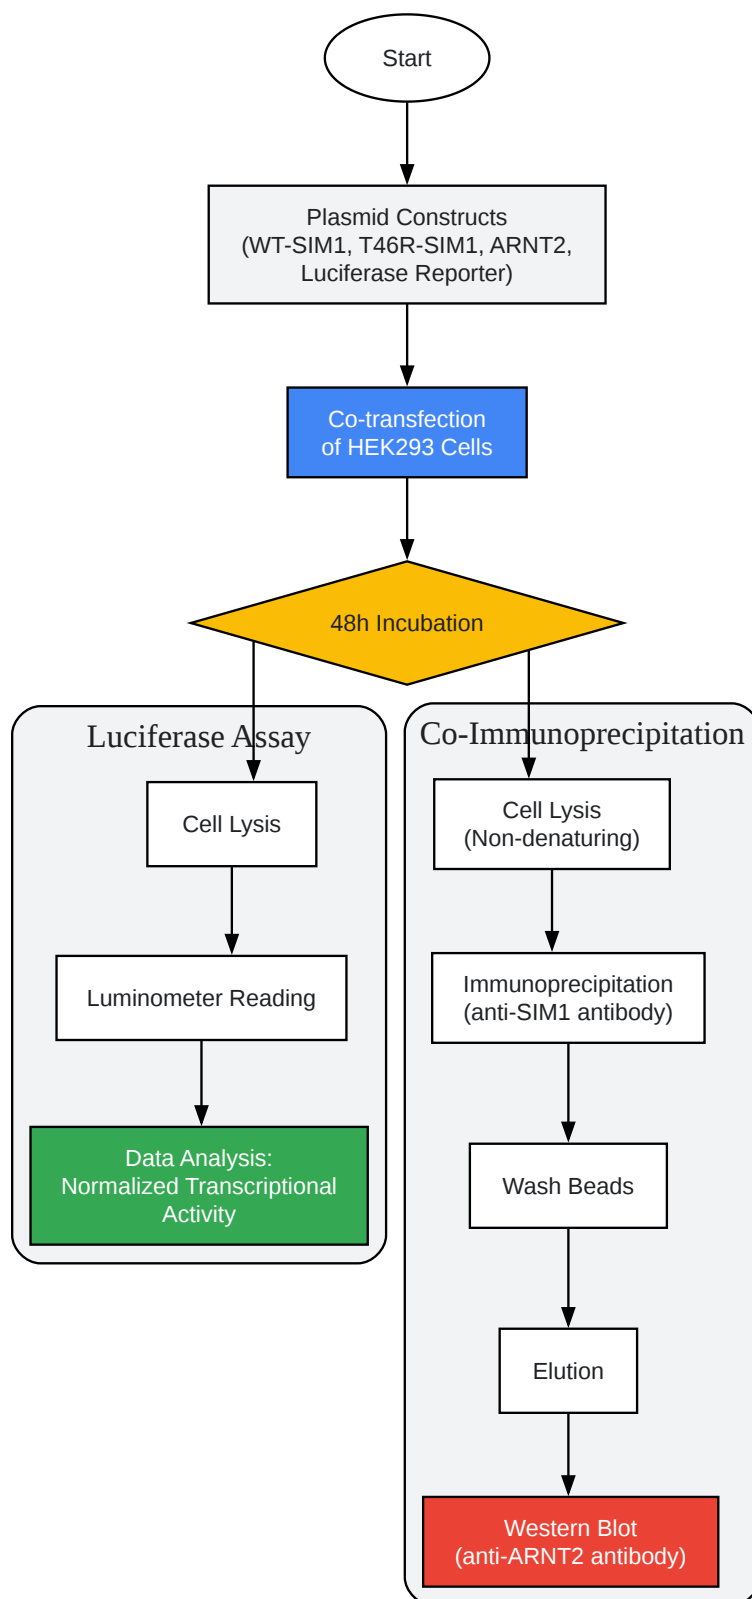 Start
Plasmid Constructs
(WT-SIM1, T46R-SIM1, ARNT2,
Luciferase Reporter)
Co-transfection
of HEK293 Cells
48h Incubation
Luciferase Assay
Cell Lysis
Luminometer Reading
Data Analysis:
Normalized Transcriptional
Activity
Co-Immunoprecipitation
Cell Lysis
(Non-denaturing)
Immunoprecipitation
(anti-SIM1 antibody)
Wash Beads
Elution
Western Blot
(anti-ARNT2 antibody)